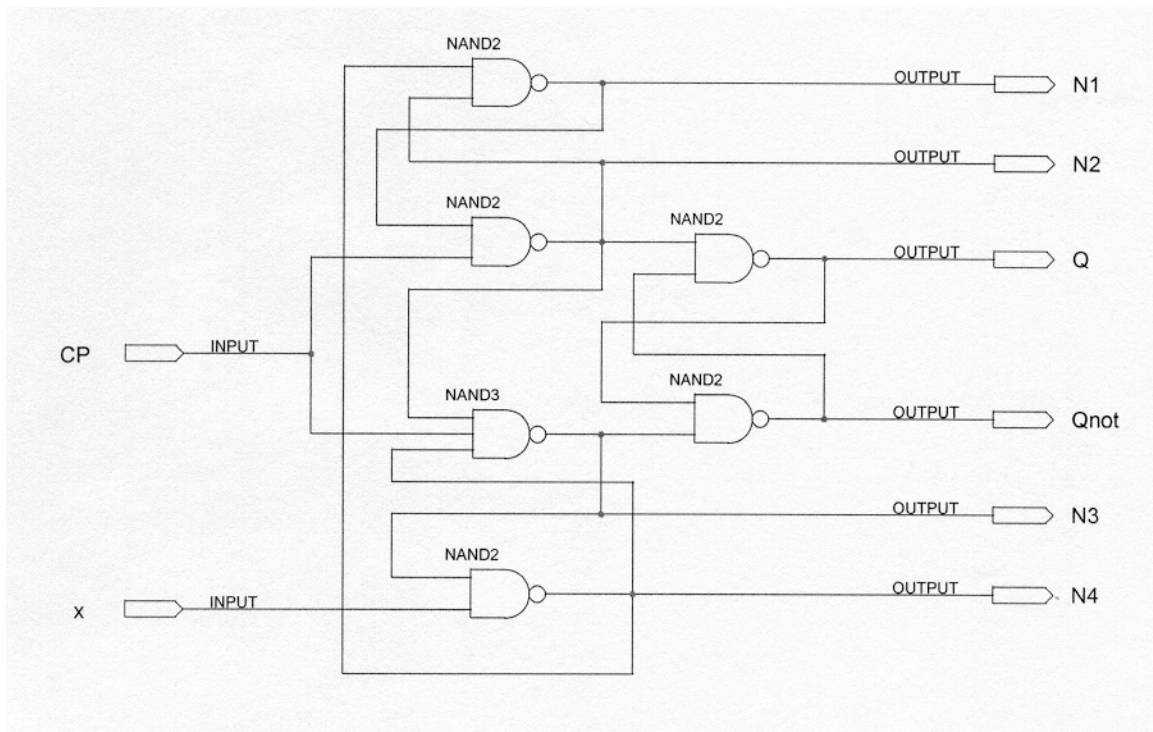 NAND2
OUTPUT N1
OUTPUT N2
NAND2
NAND2
OUTPUT Q
CP INPUT
NAND2
NAND3
OUTPUT Qnot
OUTPUT N3
NAND2
x INPUT
OUTPUT N4